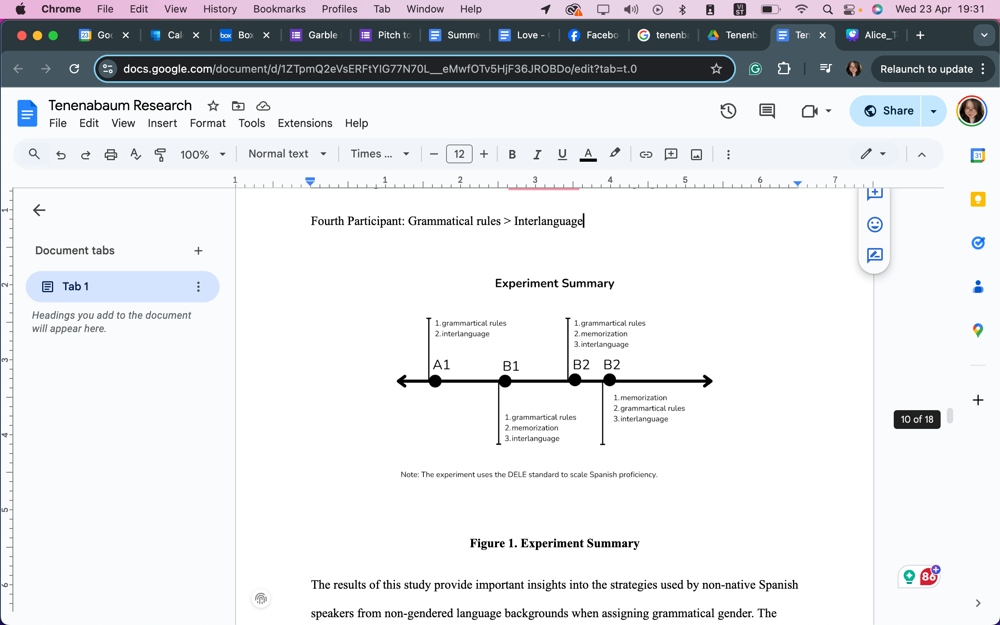 Chrome File Edit View History Bookmarks Profiles Tab Window Help VI ST Wed 23 Apr 19:31
23 Goo Cal box Box Garble Pitch to Summe Love - Facebo tenenba Tenenb Ten Alice_T
docs.google.com/document/d/1ZTpmQ2eVsERFtYIG77N70L__eMwfOTv5HjF36JROBDo/edit?tab=t.0 Relaunch to update
Tenenabaum Research
Share
File Edit View Insert Format Tools Extensions Help
100% Normal text Times ... 12 B I U A 31
1 1 2 3 4 5 6 7
1
2
3
4
5
6
Document tabs
Tab 1
Headings you add to the document
will appear here.
Fourth Participant: Grammatical rules > Interlanguage
Experiment Summary
1. grammartical rules
2. interlanguage
1. grammartical rules
2. memorization
3. interlanguage
A1 B1 B2 B2
1. grammartical rules
2. memorization
3. interlanguage
1. memorization
2. grammartical rules
3. interlanguage
10 of 18
Note: The experiment uses the DELE standard to scale Spanish proficiency.
Figure 1. Experiment Summary
86
The results of this study provide important insights into the strategies used by non-native Spanish
speakers from non-gendered language backgrounds when assigning grammatical gender. The